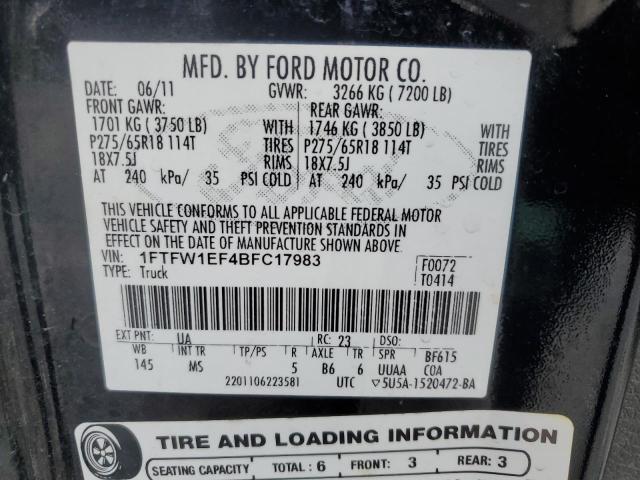 MFD. BY FORD MOTOR CO.
DATE: 06/11 GVWR: 3266 KG ( 7200 LB)
FRONT GAWR: REAR GAWR:
1701 KG ( 3750 LB) WITH 1746 KG ( 3850 LB) WITH
P275/65R18 114T TIRES P275/65R18 114T TIRES
18X7.5J RIMS 18X7.5J RIMS
AT 240 kPa/ 35 PSI COLD AT 240 kPa/ 35 PSI COLD
THIS VEHICLE CONFORMS TO ALL APPLICABLE FEDERAL MOTOR
VEHICLE SAFETY AND THEFT PREVENTION STANDARDS IN
EFFECT ON THE DATE OF MANUFACTURE SHOWN ABOVE.
VIN: 1FTFW1EF4BFC17983 F0072
TYPE: Truck T0414
EXT PNT: UA RC: 23 DSO:
WB INT TR TP/PS R AXLE TR SPR BF615
145 MS 5 B6 6 UUAA COA
2201106223581 UTC ▽5U5A-1520472-BA
TIRE AND LOADING INFORMATION
SEATING CAPACITY TOTAL : 6 FRONT: 3 REAR: 3